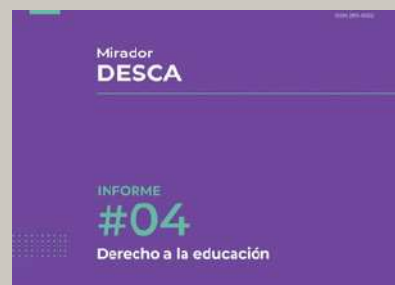 Mirador
DESCA
INFORME
#04
Derecho a la educación